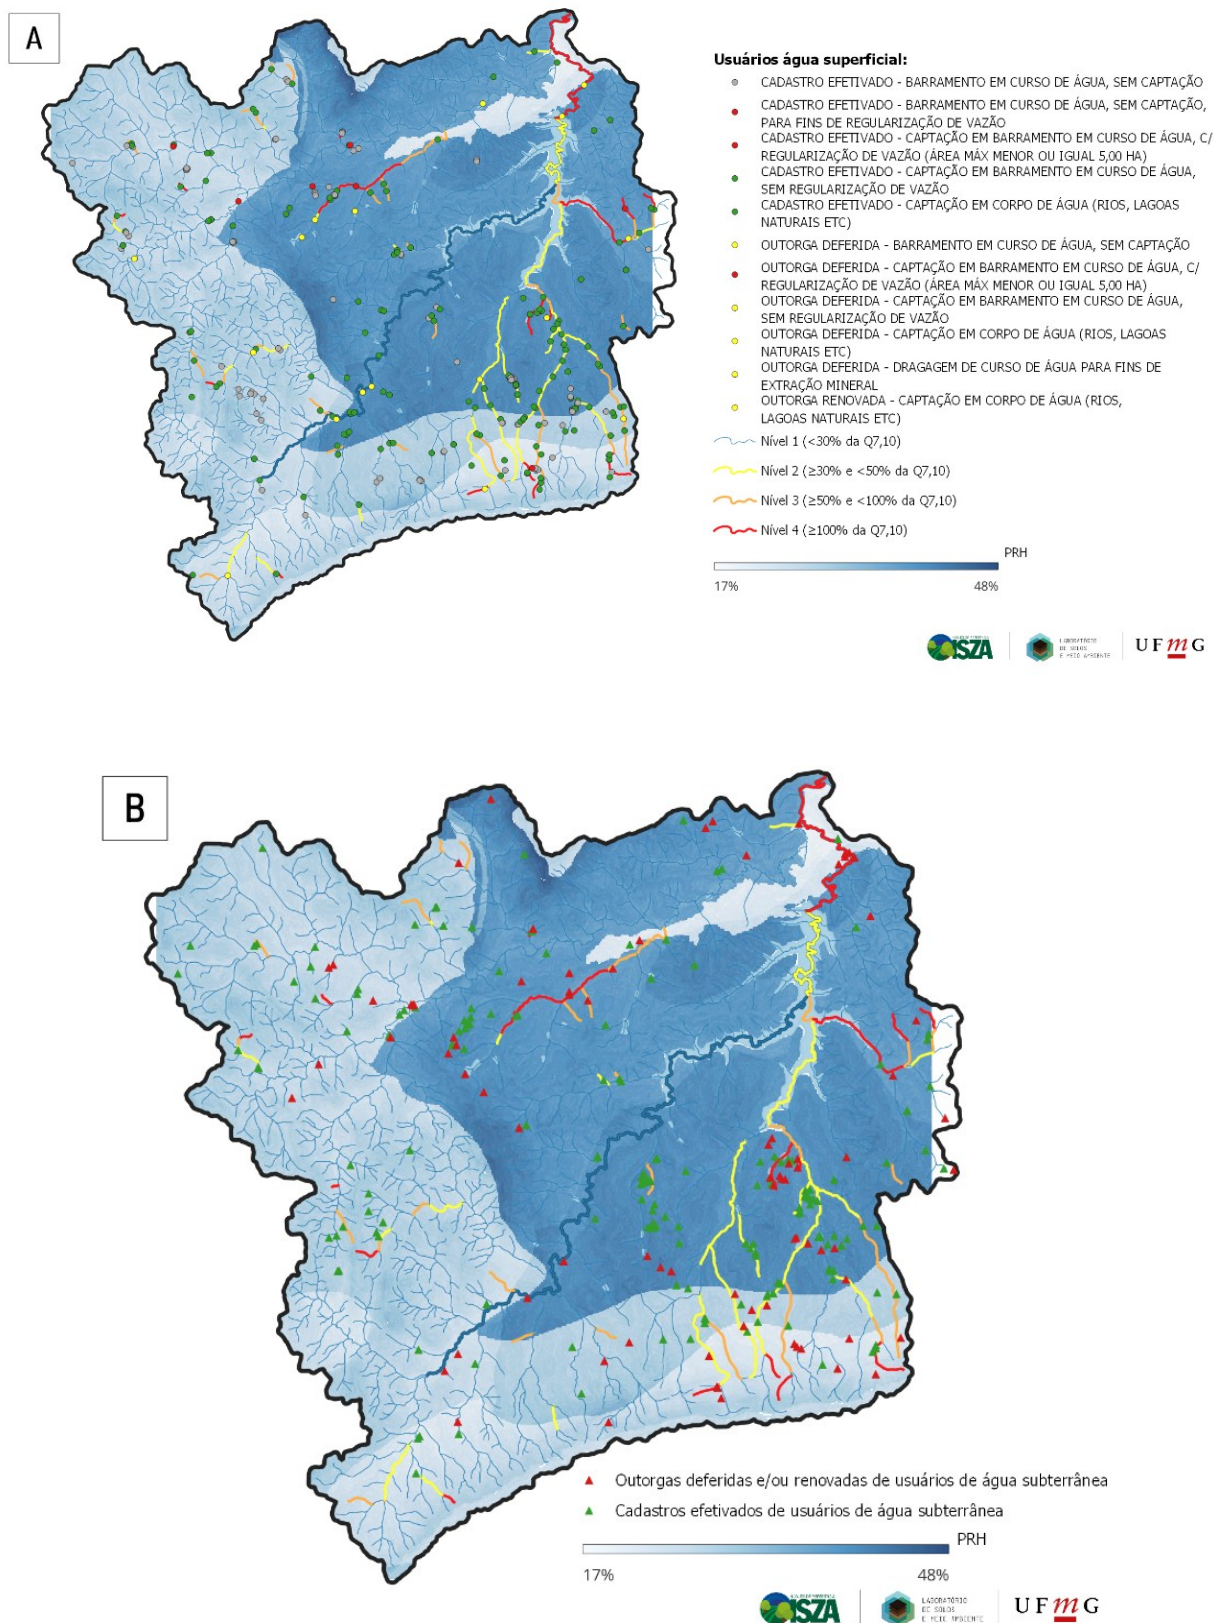 A
Usuários água superficial:
CADASTRO EFETIVADO - BARRAMENTO EM CURSO DE ÁGUA, SEM CAPTAÇÃO
CADASTRO EFETIVADO - BARRAMENTO EM CURSO DE ÁGUA, SEM CAPTAÇÃO,
PARA FINS DE REGULARIZAÇÃO DE VAZÃO
CADASTRO EFETIVADO - CAPTAÇÃO EM BARRAMENTO EM CURSO DE ÁGUA, C/
REGULARIZAÇÃO DE VAZÃO (ÁREA MÁX MENOR OU IGUAL 5,00 HA)
CADASTRO EFETIVADO - CAPTAÇÃO EM BARRAMENTO EM CURSO DE ÁGUA,
SEM REGULARIZAÇÃO DE VAZÃO
CADASTRO EFETIVADO - CAPTAÇÃO EM CORPO DE ÁGUA (RIOS, LAGOAS
NATURAIS ETC)
OUTORGA DEFERIDA - BARRAMENTO EM CURSO DE ÁGUA, SEM CAPTAÇÃO
OUTORGA DEFERIDA - CAPTAÇÃO EM BARRAMENTO EM CURSO DE ÁGUA, C/
REGULARIZAÇÃO DE VAZÃO (ÁREA MÁX MENOR OU IGUAL 5,00 HA)
OUTORGA DEFERIDA - CAPTAÇÃO EM BARRAMENTO EM CURSO DE ÁGUA,
SEM REGULARIZAÇÃO DE VAZÃO
OUTORGA DEFERIDA - CAPTAÇÃO EM CORPO DE ÁGUA (RIOS, LAGOAS
NATURAIS ETC)
OUTORGA DEFERIDA - DRAGAGEM DE CURSO DE ÁGUA PARA FINS DE
EXTRAÇÃO MINERAL
OUTORGA RENOVADA - CAPTAÇÃO EM CORPO DE ÁGUA (RIOS,
LAGOAS NATURAIS ETC)
Nível 1 (<30% da Q7,10)
Nível 2 (≥30% e <50% da Q7,10)
Nível 3 (≥50% e <100% da Q7,10)
Nível 4 (≥100% da Q7,10)
PRH
17% 48%
ISZA
LABORATÓRIO
DE SOLOS
E MEIO AMBIENTE
UFmG
B
Outorgas deferidas e/ou renovadas de usuários de água subterrânea
Cadastros efetivados de usuários de água subterrânea
PRH
17% 48%
ISZA
LABORATÓRIO
DE SOLOS
E MEIO AMBIENTE
UFmG